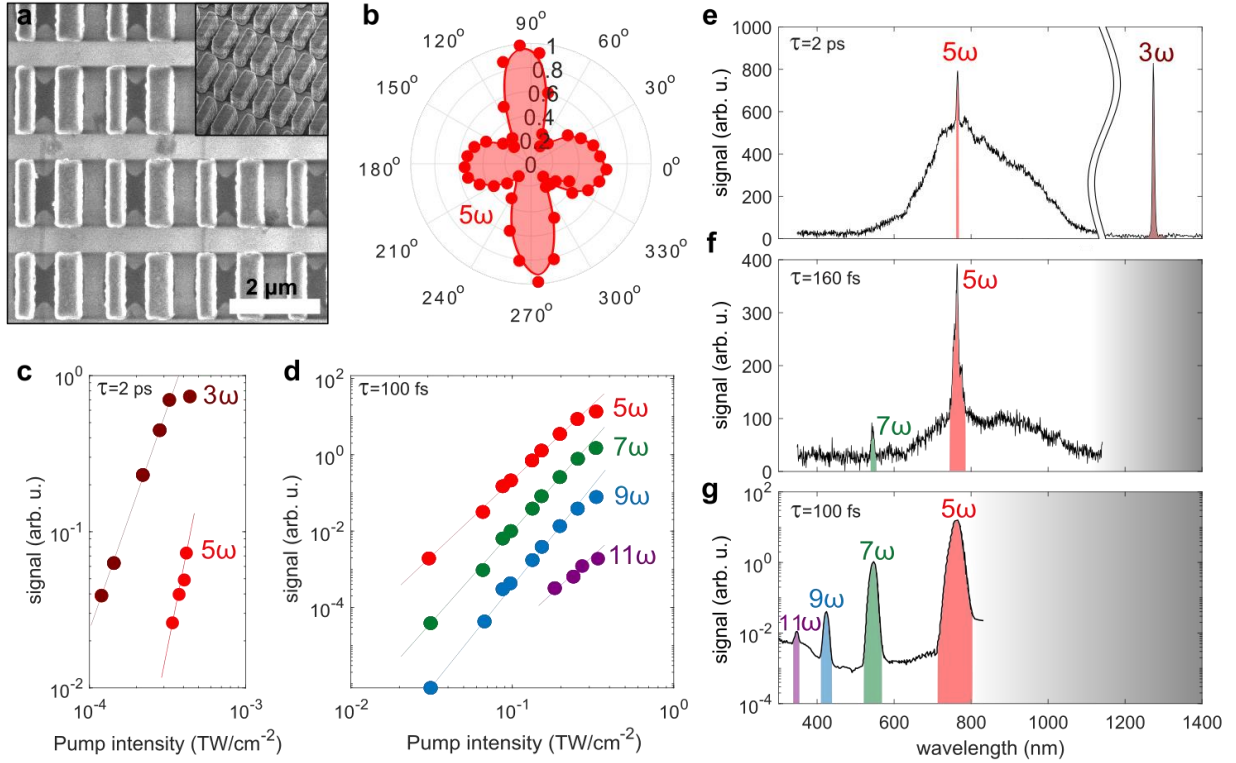 a
2 µm
b
90°
120°
60°
150°
30°
180°
0°
210°
330°
240°
300°
270°
1
0.8
0.6
0.4
0.2
0
5ω
c
τ=2 ps
3ω
5ω
10⁰
10⁻¹
10⁻²
10⁻⁴
10⁻³
signal (arb. u.)
Pump intensity (TW/cm⁻²)
d
τ=100 fs
5ω
7ω
9ω
11ω
10²
10⁰
10⁻²
10⁻⁴
10⁻²
10⁻¹
10⁰
signal (arb. u.)
Pump intensity (TW/cm⁻²)
e
τ=2 ps
5ω
3ω
1000
800
600
400
200
0
signal (arb. u.)
f
τ=160 fs
5ω
7ω
400
300
200
100
0
signal (arb. u.)
g
τ=100 fs
5ω
7ω
9ω
11ω
10²
10⁰
10⁻²
10⁻⁴
signal (arb. u.)
400
600
800
1000
1200
1400
wavelength (nm)